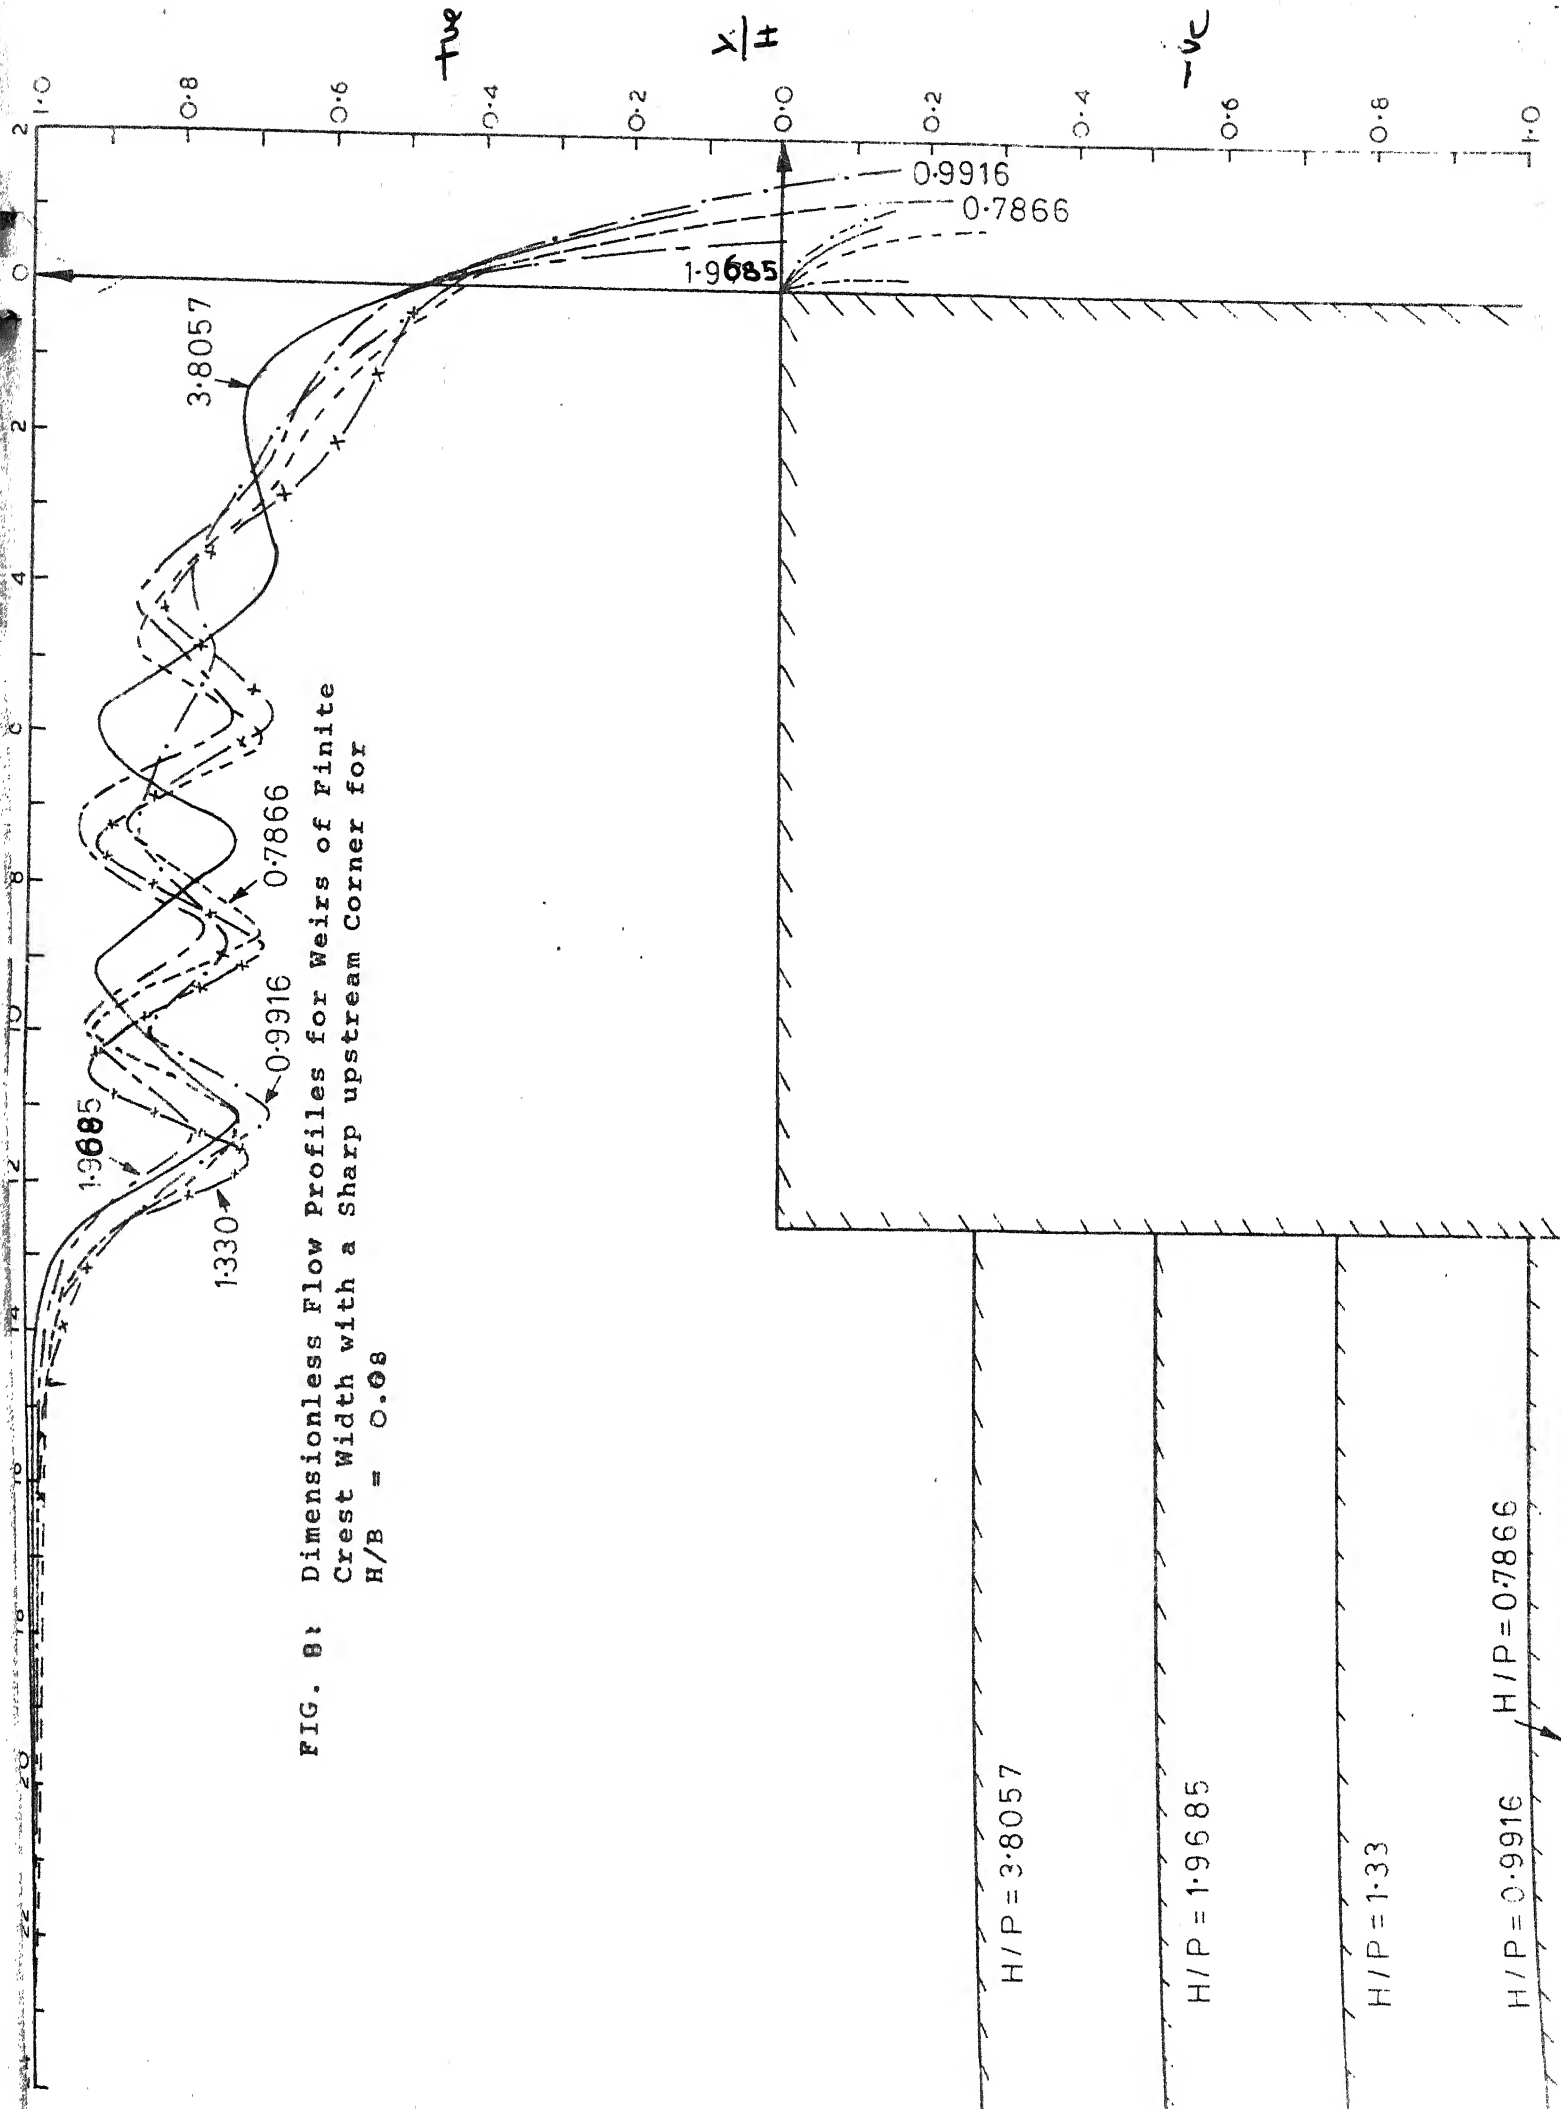 2 0 2 4 6 8 10 12 14 16 18 20 22
1.0
0.8
0.6
0.4
0.2
0.0
0.2
0.4
0.6
0.8
1.0
+ve
Y/H
-ve
0.9916
0.7866
1.9685
3.8057
0.7866
0.9916
1.9685
1.330
FIG. 8: Dimensionless Flow Profiles for Weirs of Finite
Crest Width with a Sharp upstream Corner for
H/B = 0.08
H/P = 3.8057
H/P = 1.9685
H/P = 1.33
H/P = 0.9916
H/P = 0.7866